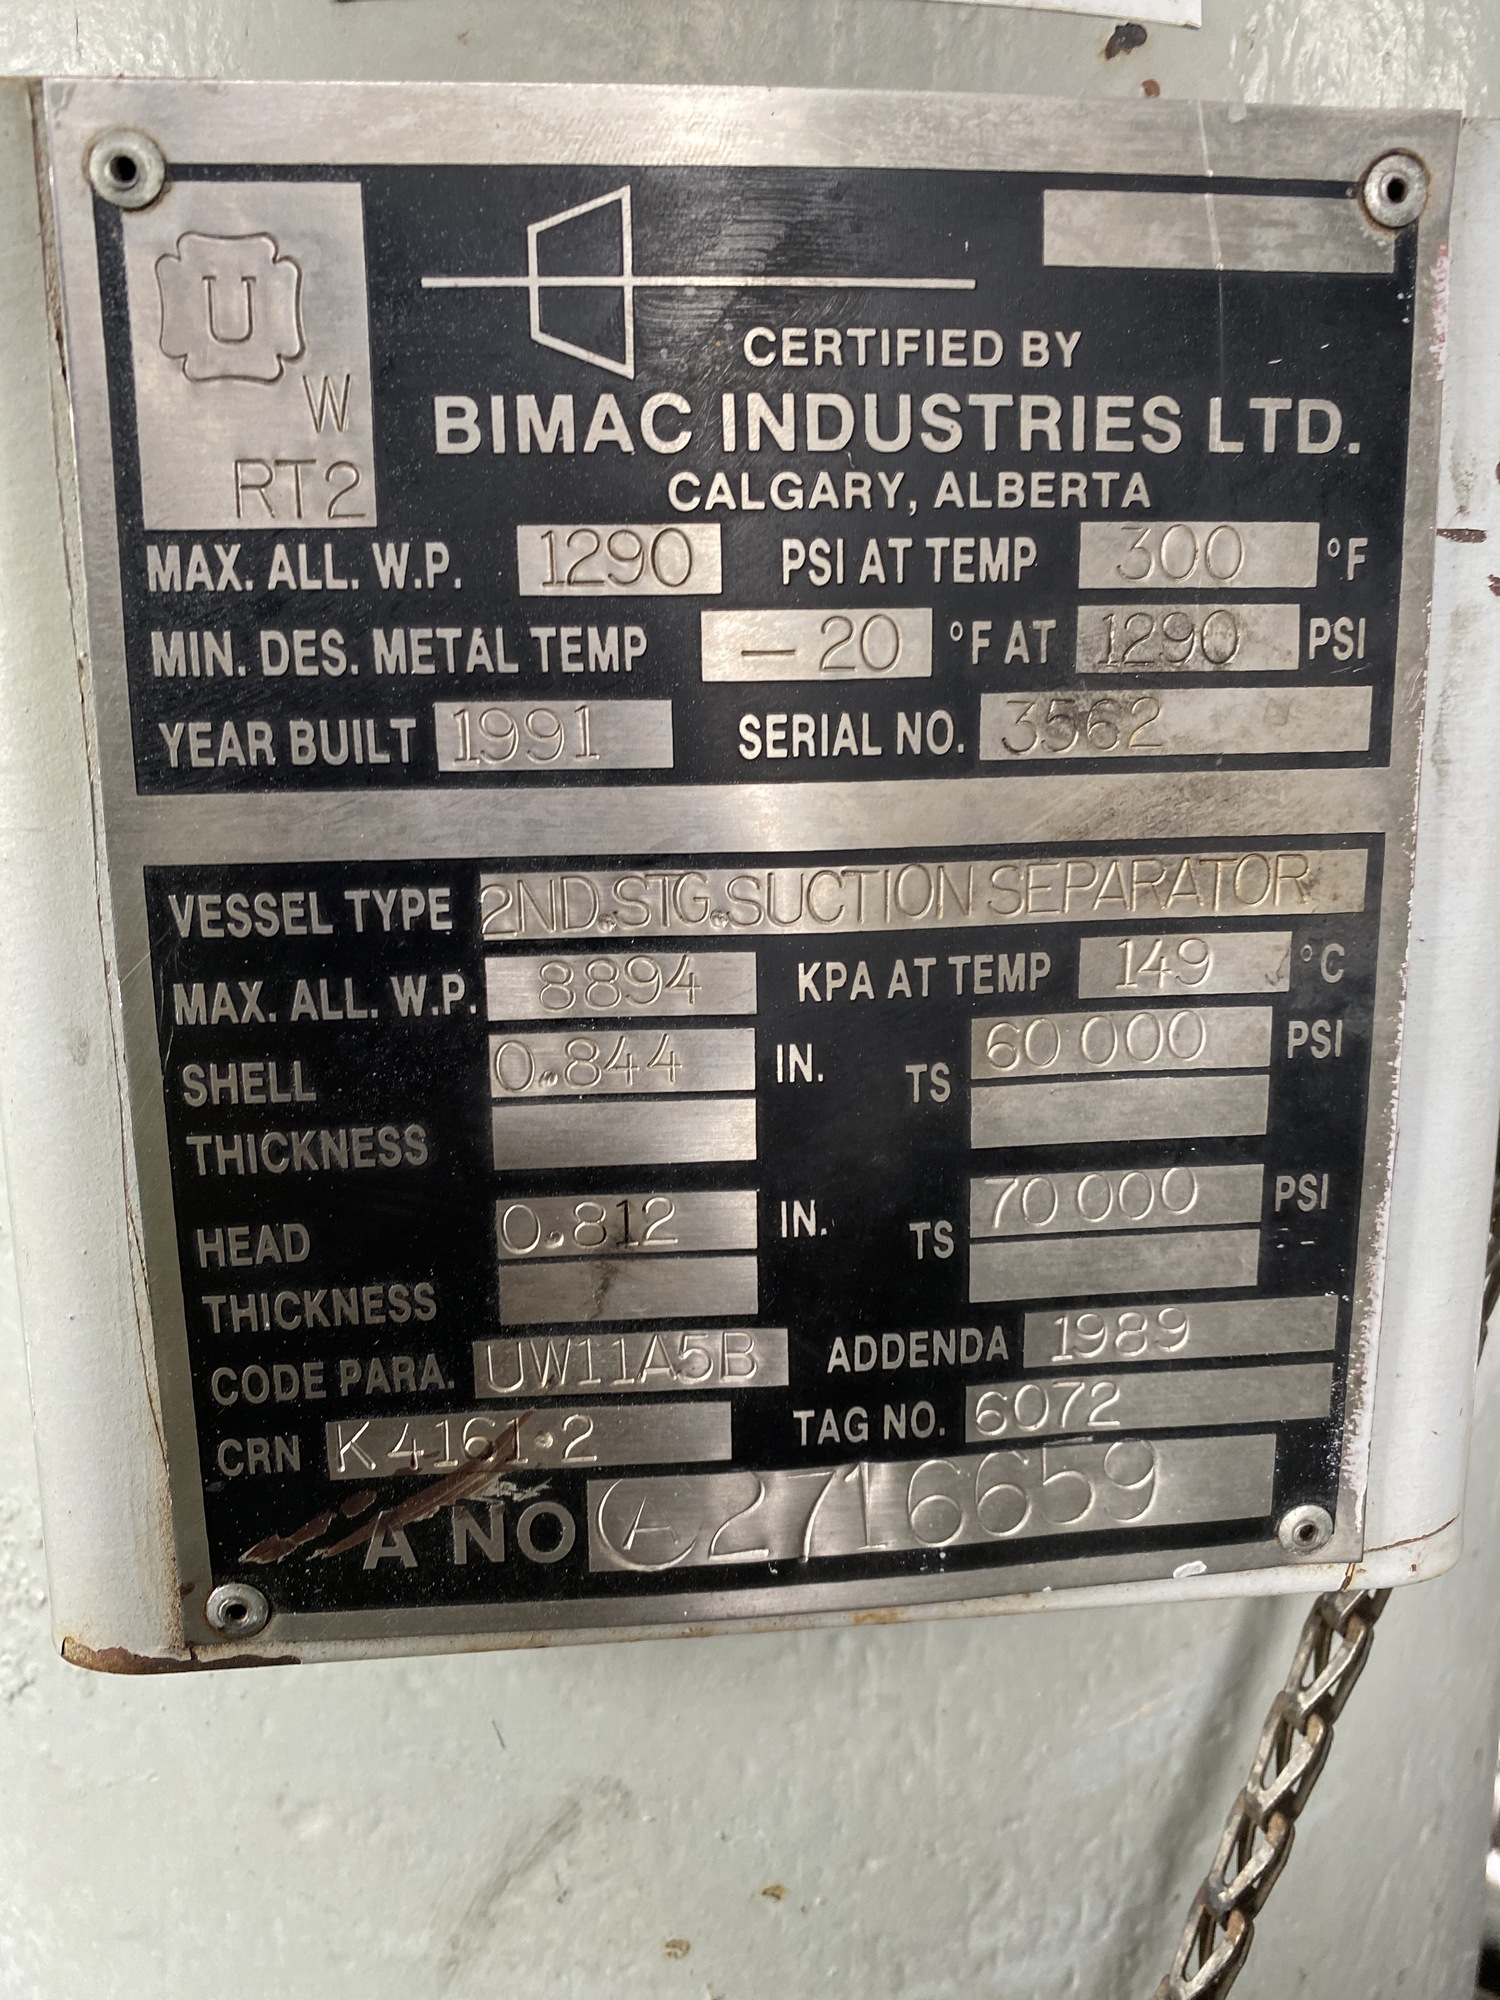 U
W
RT2
CERTIFIED BY
BIMAC INDUSTRIES LTD.
CALGARY, ALBERTA
MAX. ALL. W.P. 1290 PSI AT TEMP 300 °F
MIN. DES. METAL TEMP -20 °F AT 1290 PSI
YEAR BUILT 1991 SERIAL NO. 3562
VESSEL TYPE 2ND.STG.SUCTION SEPARATOR
MAX. ALL. W.P. 8894 KPA AT TEMP 149 °C
SHELL 0.844 IN. TS 60 000 PSI
THICKNESS
HEAD 0.812 IN. TS 70 000 PSI
THICKNESS
CODE PARA. UW11A5B ADDENDA 1989
CRN K4161.2 TAG NO. 6072
A NO A 2716659